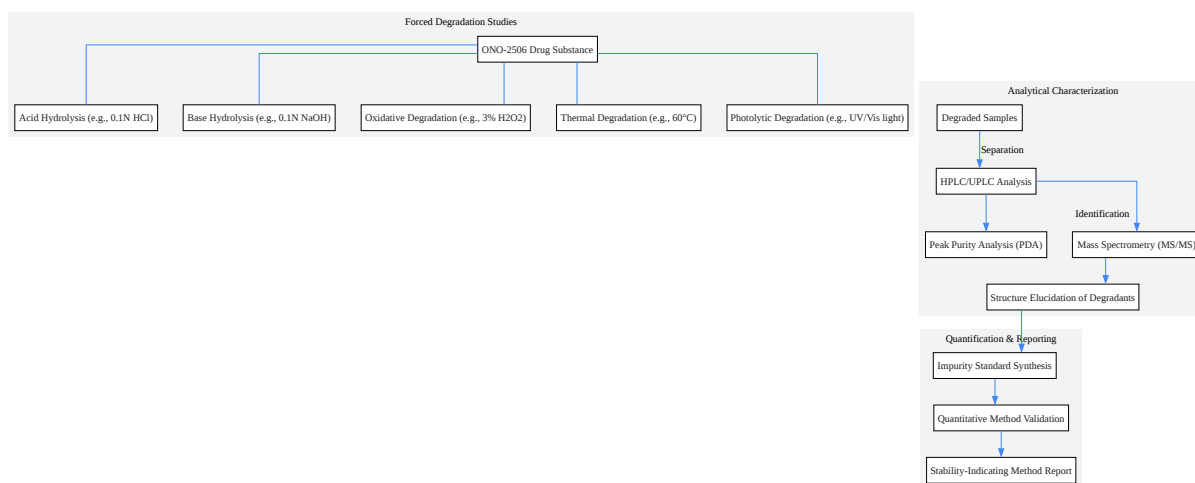 Forced Degradation Studies
ONO-2506 Drug Substance
Acid Hydrolysis (e.g., 0.1N HCl)
Base Hydrolysis (e.g., 0.1N NaOH)
Oxidative Degradation (e.g., 3% H2O2)
Thermal Degradation (e.g., 60°C)
Photolytic Degradation (e.g., UV/Vis light)
Analytical Characterization
Degraded Samples
Separation
HPLC/UPLC Analysis
Identification
Peak Purity Analysis (PDA)
Mass Spectrometry (MS/MS)
Structure Elucidation of Degradants
Quantification & Reporting
Impurity Standard Synthesis
Quantitative Method Validation
Stability-Indicating Method Report